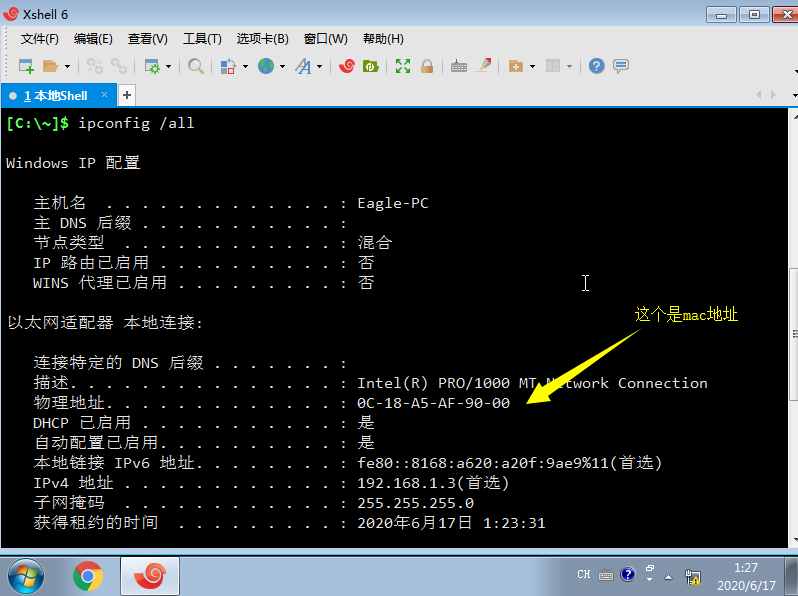 Xshell 6
文件(F) 编辑(E) 查看(V) 工具(T) 选项卡(B) 窗口(W) 帮助(H)
1 本地Shell × +
[C:\~]$ ipconfig /all
Windows IP 配置
主机名 . . . . . . . . . . . . . : Eagle-PC
主 DNS 后缀 . . . . . . . . . . . :
节点类型 . . . . . . . . . . . . : 混合
IP 路由已启用 . . . . . . . . . . : 否
WINS 代理已启用 . . . . . . . . . : 否
以太网适配器 本地连接:
这个是mac地址
连接特定的 DNS 后缀 . . . . . . . :
描述. . . . . . . . . . . . . . . : Intel(R) PRO/1000 MT Network Connection
物理地址. . . . . . . . . . . . . : 0C-18-A5-AF-90-00
DHCP 已启用 . . . . . . . . . . . : 是
自动配置已启用. . . . . . . . . . : 是
本地链接 IPv6 地址. . . . . . . . : fe80::8168:a620:a20f:9ae9%11(首选)
IPv4 地址 . . . . . . . . . . . . : 192.168.1.3(首选)
子网掩码 . . . . . . . . . . . . : 255.255.255.0
获得租约的时间 . . . . . . . . . : 2020年6月17日 1:23:31
CH
1:27
2020/6/17